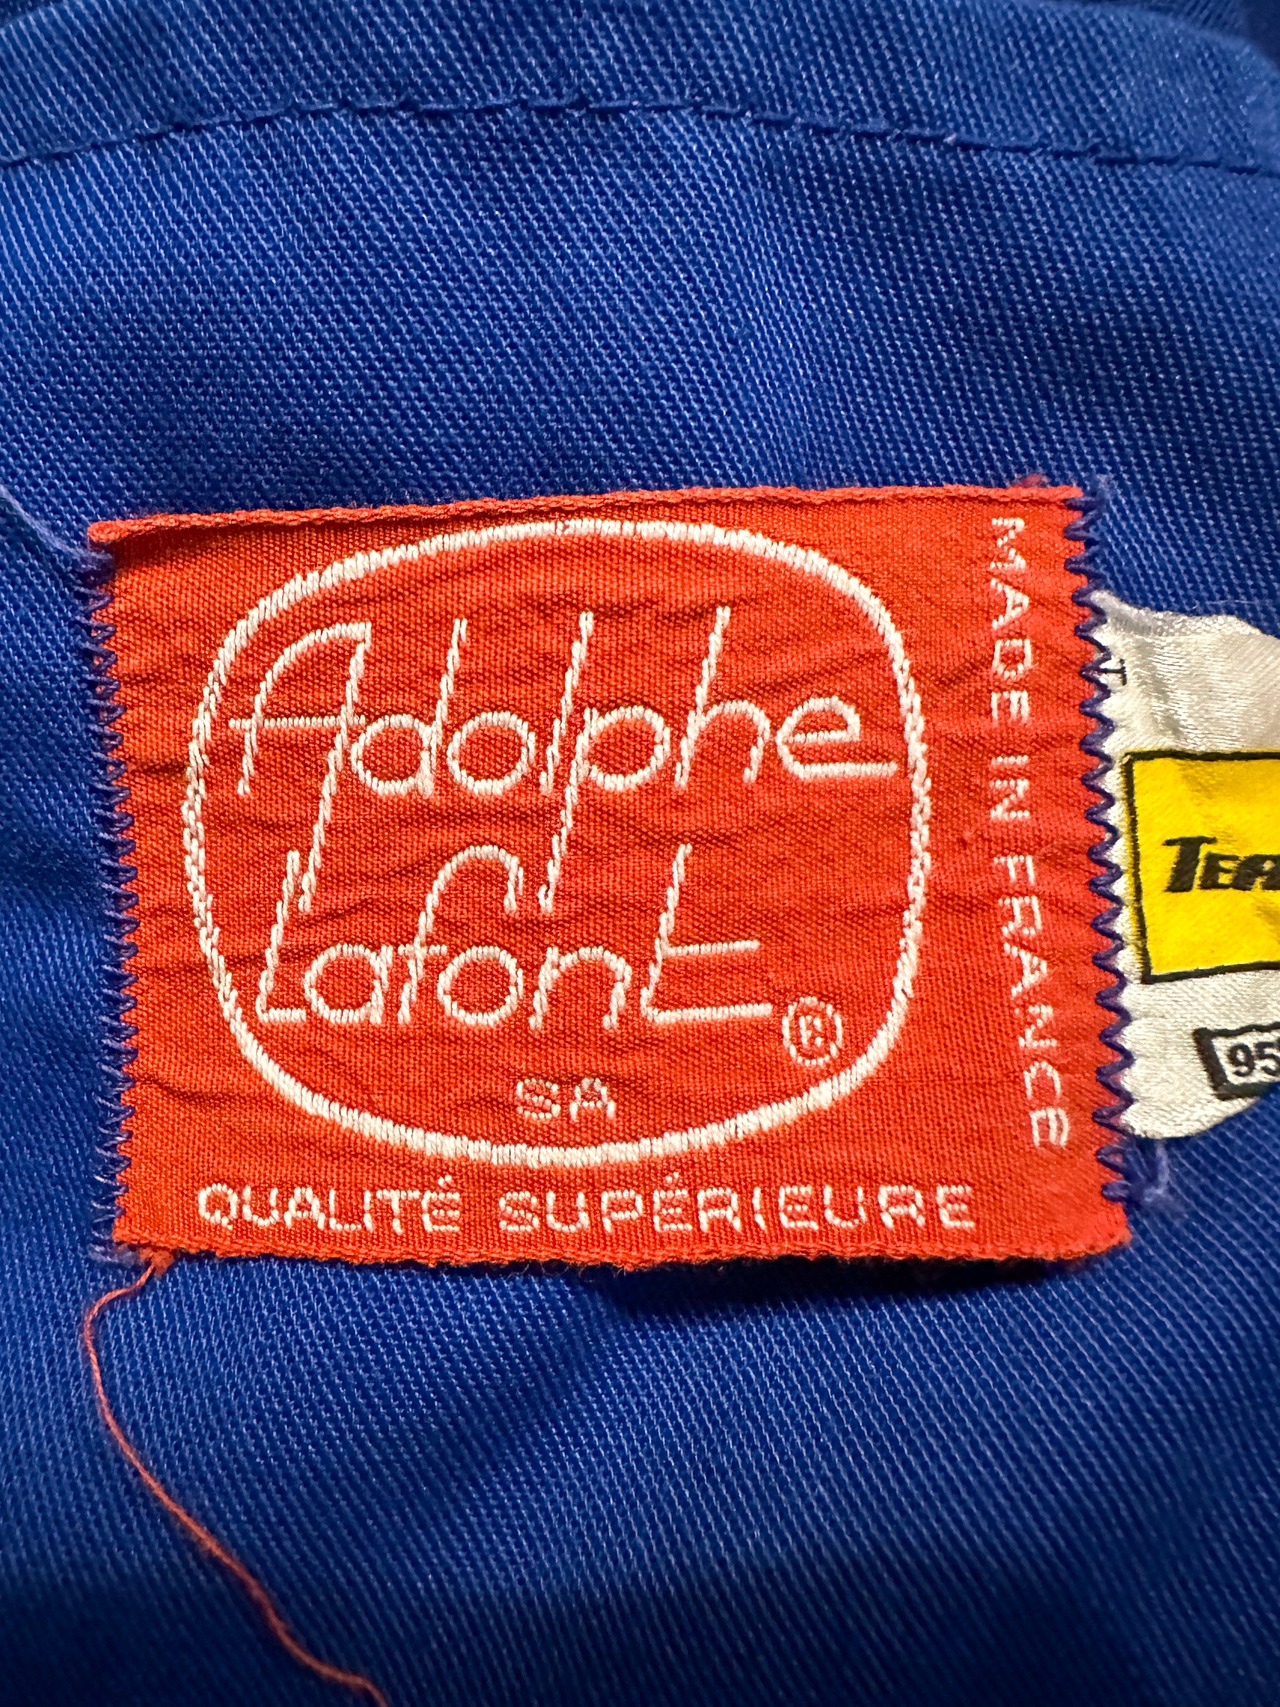 Adolphe
Lafont
®
SA
QUALITÉ SUPÉRIEURE
MADE IN FRANCE